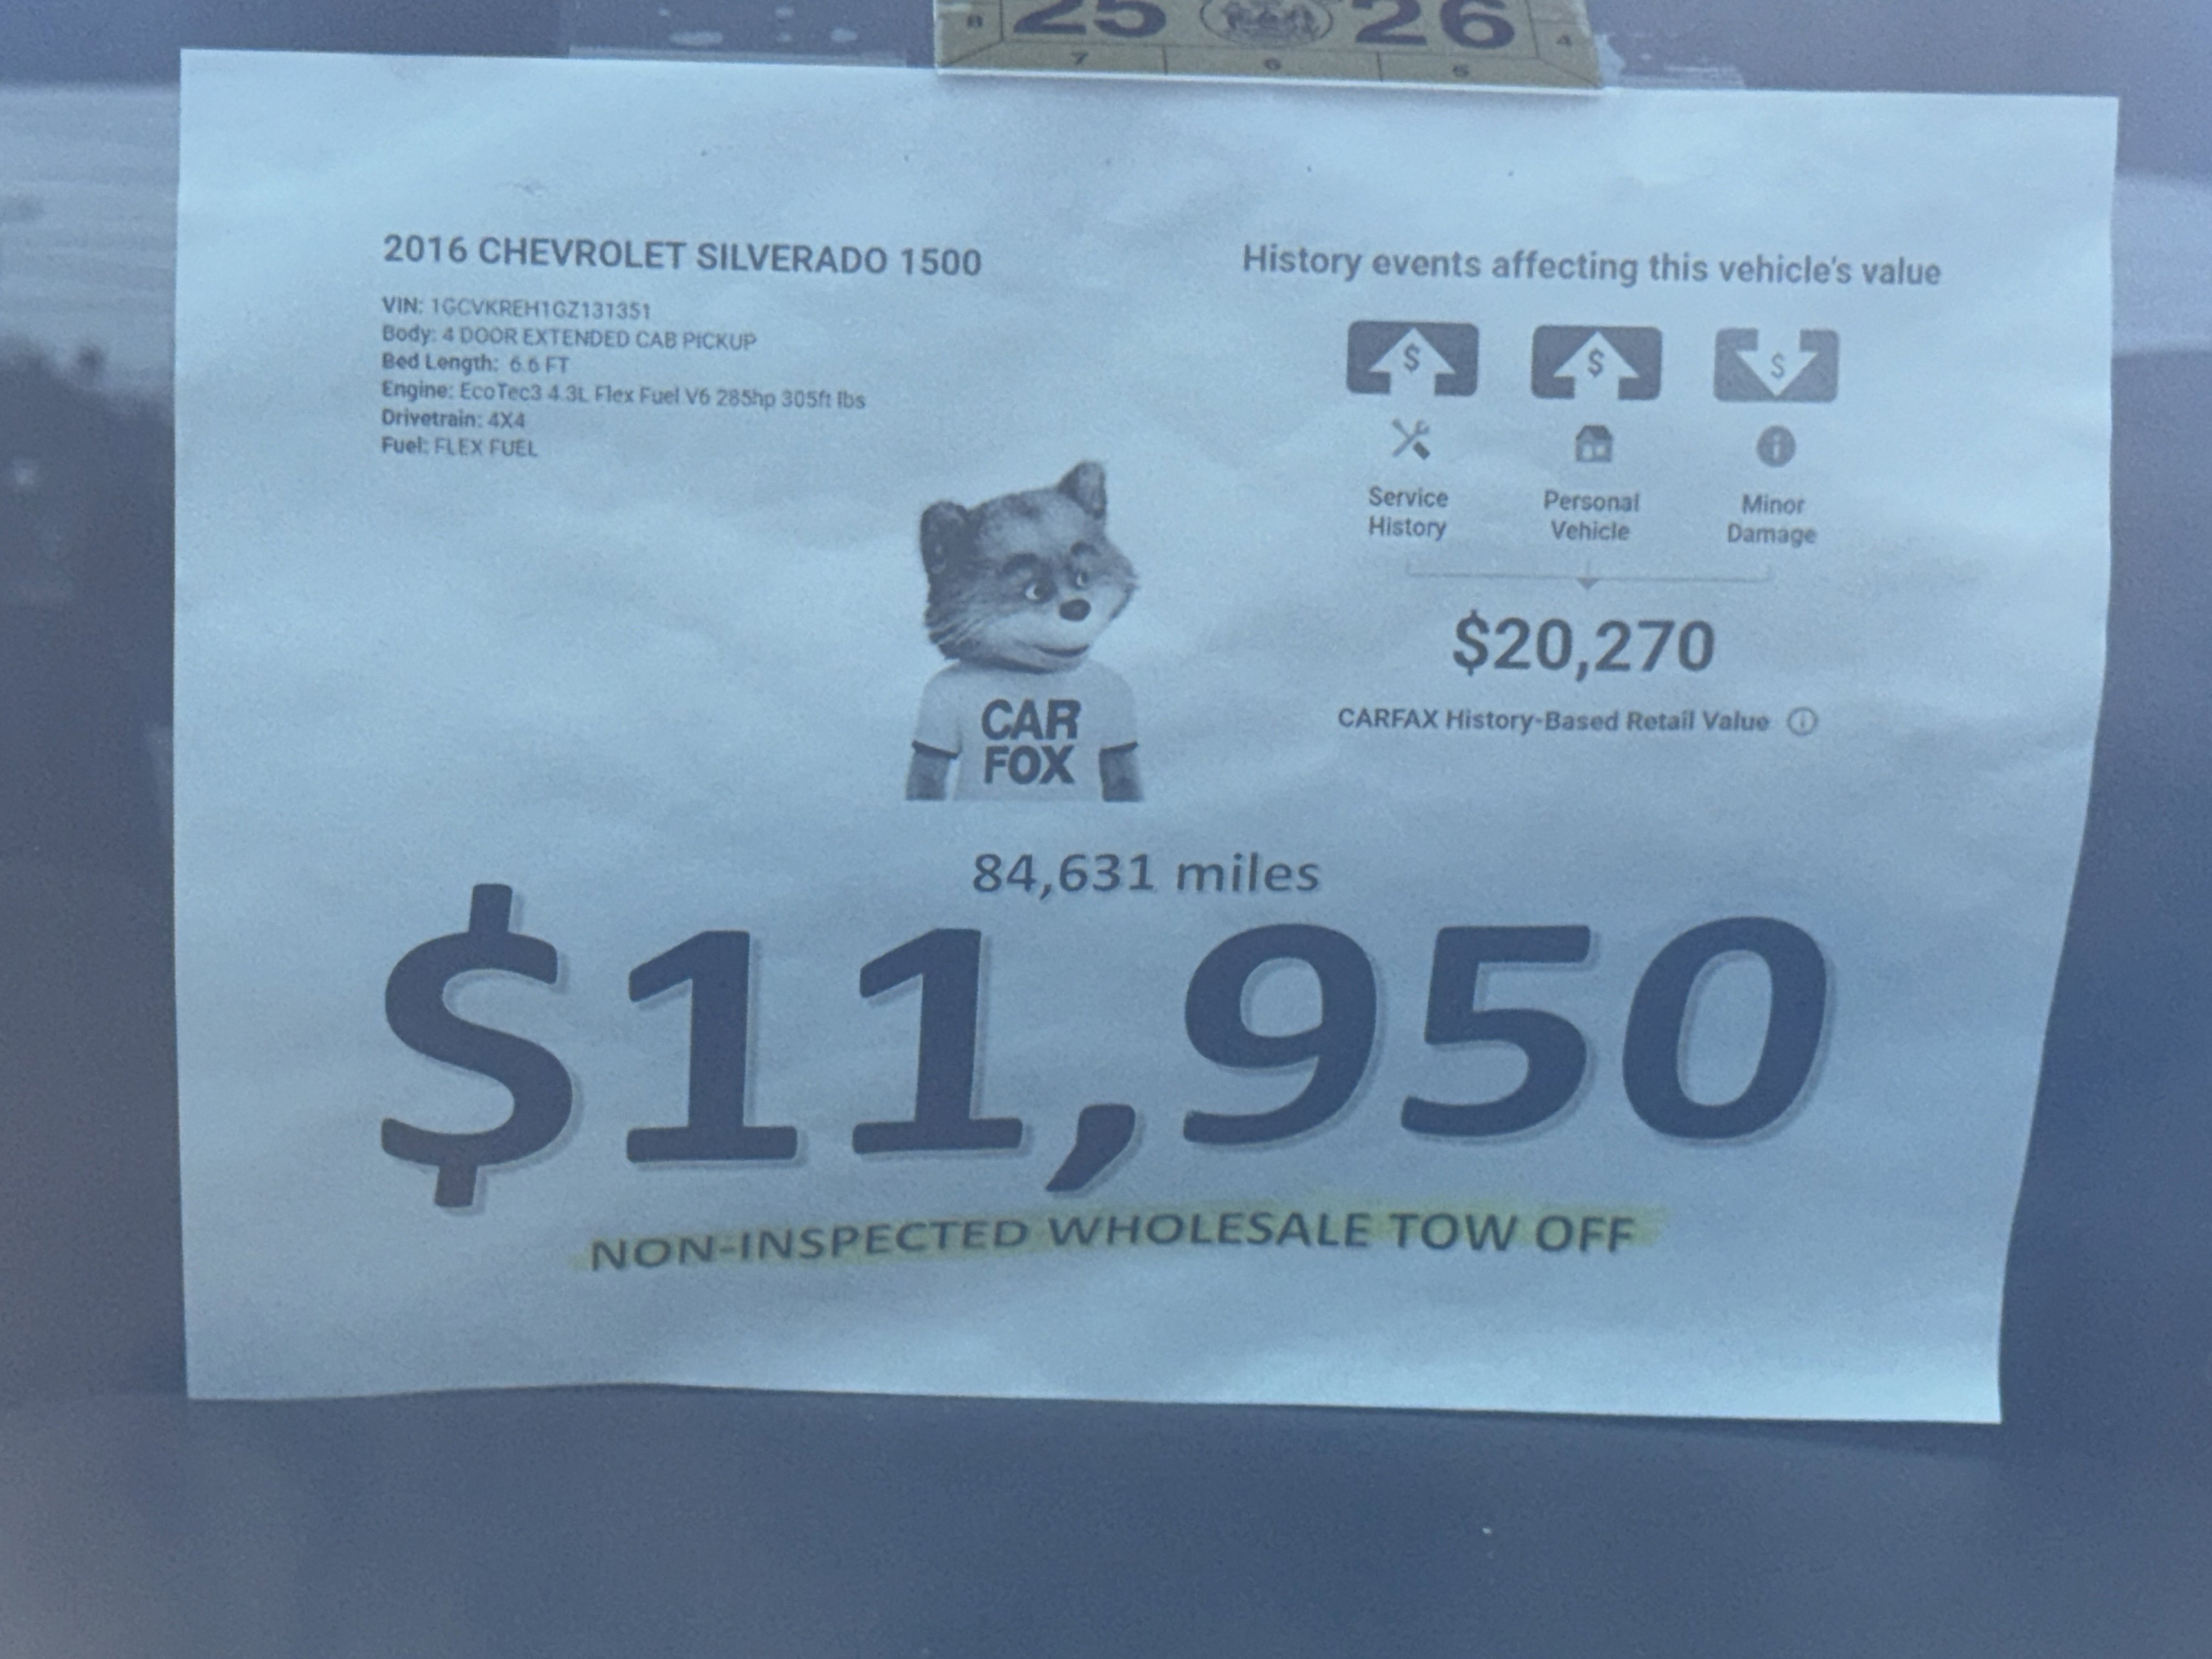 25 26
8 7 6 5 4
2016 CHEVROLET SILVERADO 1500
VIN: 1GCVKREH1GZ131351
Body: 4 DOOR EXTENDED CAB PICKUP
Bed Length: 6.6 FT
Engine: EcoTec3 4.3L Flex Fuel V6 285hp 305ft lbs
Drivetrain: 4X4
Fuel: FLEX FUEL
History events affecting this vehicle's value
$ $ $
Service History
Personal Vehicle
Minor Damage
$20,270
CARFAX History-Based Retail Value
CAR
FOX
84,631 miles
$11,950
NON-INSPECTED WHOLESALE TOW OFF